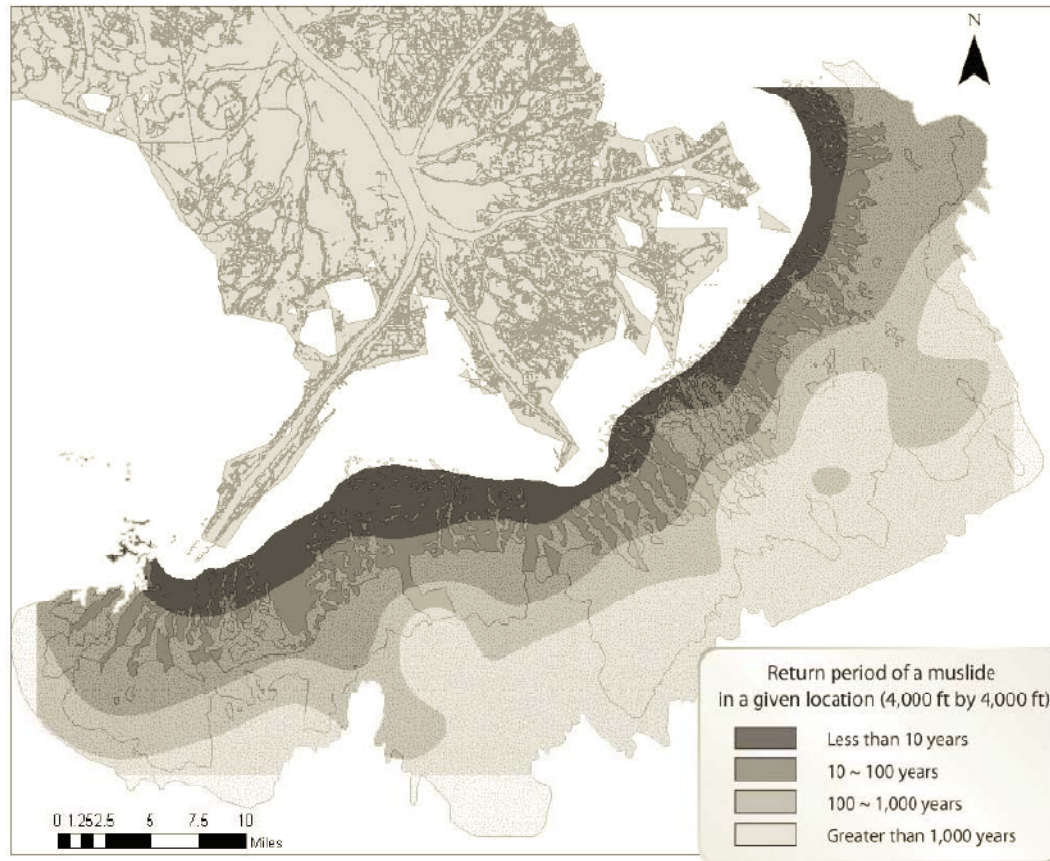 N
Return period of a muslide
in a given location (4,000 ft by 4,000 ft)
Less than 10 years
10 ~ 100 years
100 ~ 1,000 years
Greater than 1,000 years
0 1.252.5 5 7.5 10
Miles